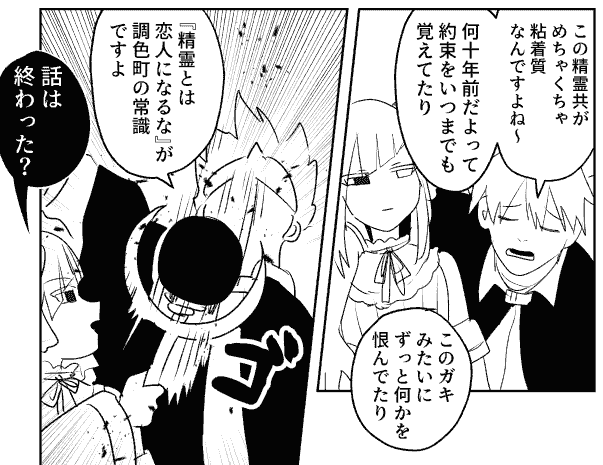 この精霊共が
めちゃくちゃ
粘着質
なんですよね〜
何十年前だよって
約束をいつまでも
覚えてたり
このガキ
みたいに
ずっと何かを
恨んでたり
『精霊とは
恋人になるな』が
調色町の常識
ですよ
ゴ
話は
終わった？